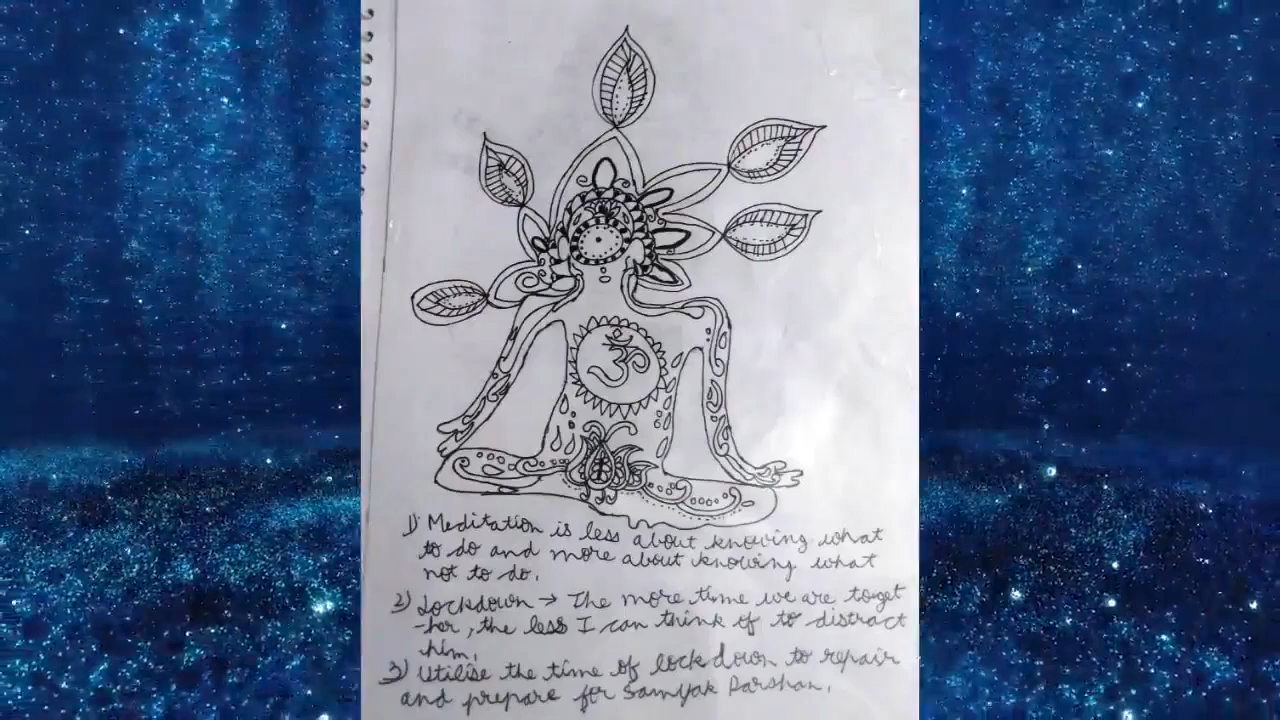 ॐ
1) Meditation is less about knowing what
to do and more about knowing what
not to do.
2) Lockdown → The more time we are toget
-her, the less I can think of to distract
him.
3) Utilise the time of lockdown to repair
and prepare for Samyak Darshan.